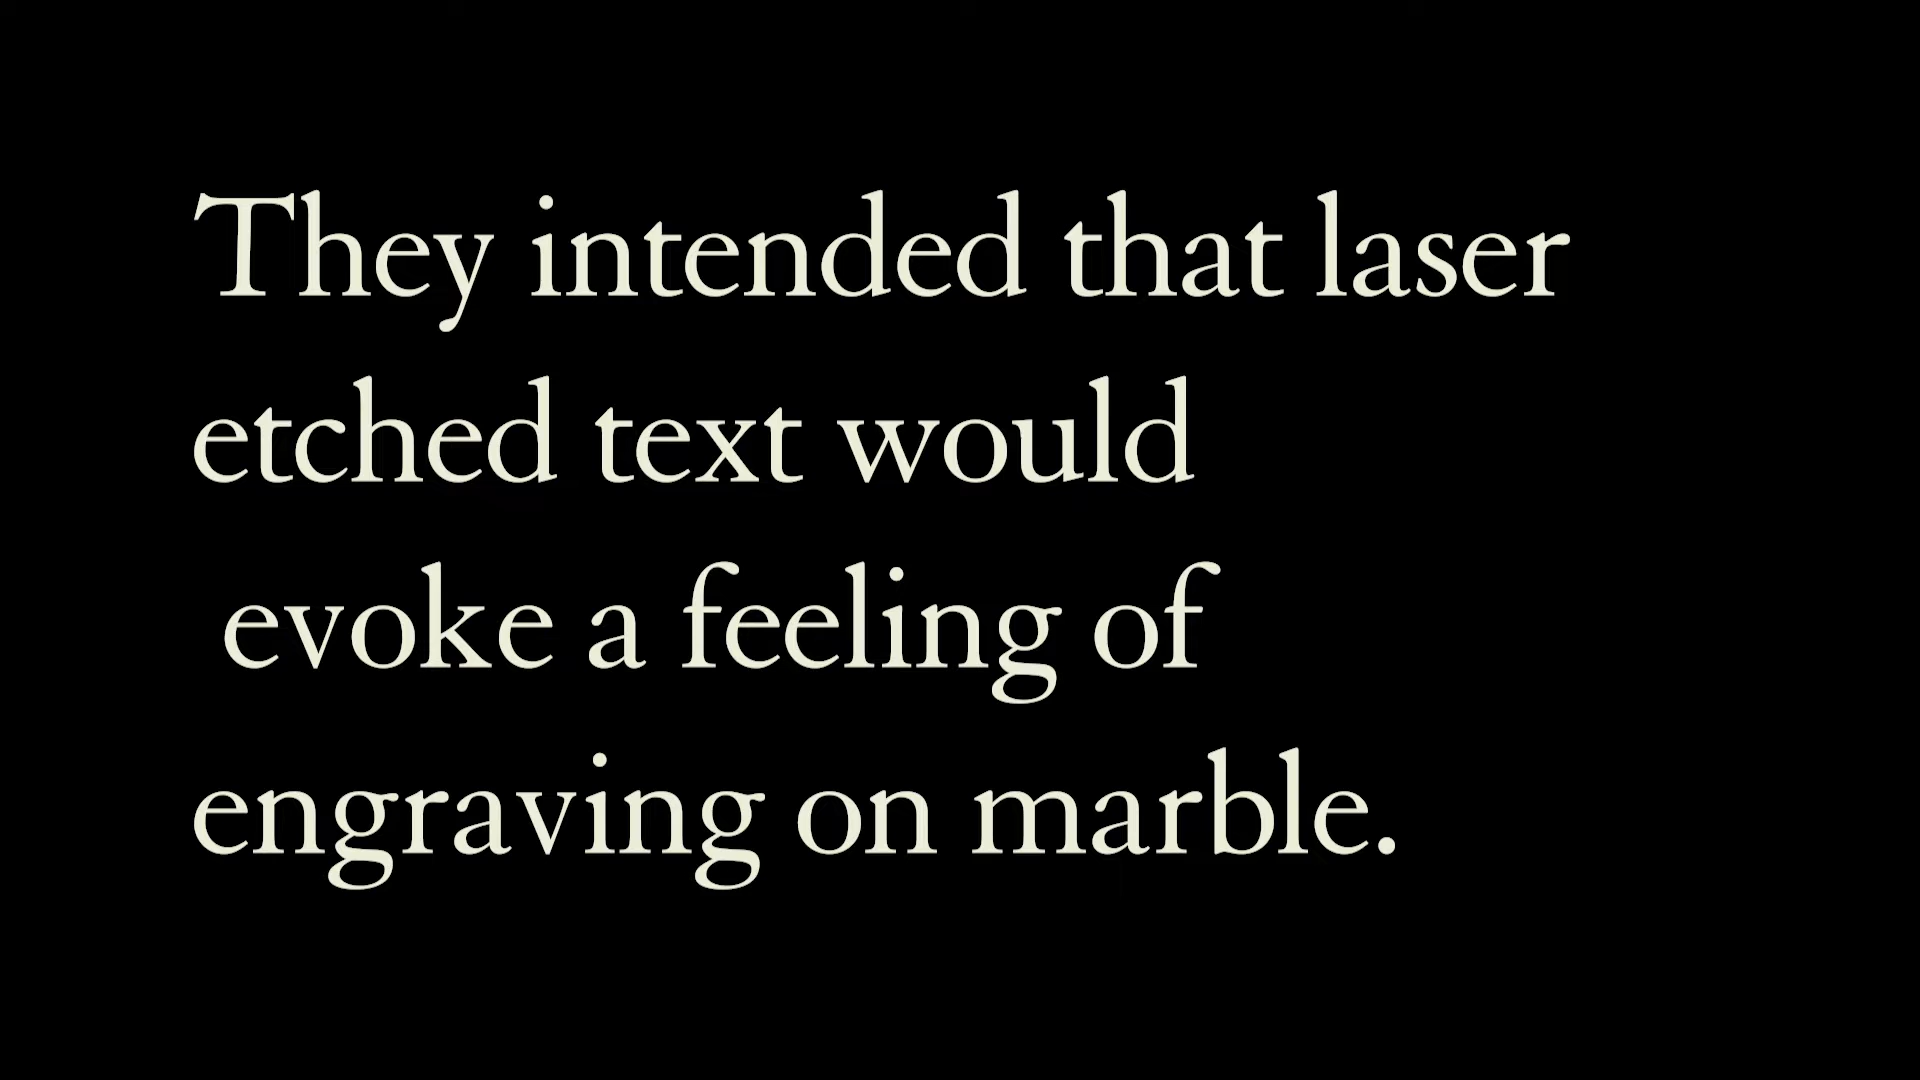 They intended that laser
etched text would
evoke a feeling of
engraving on marble.